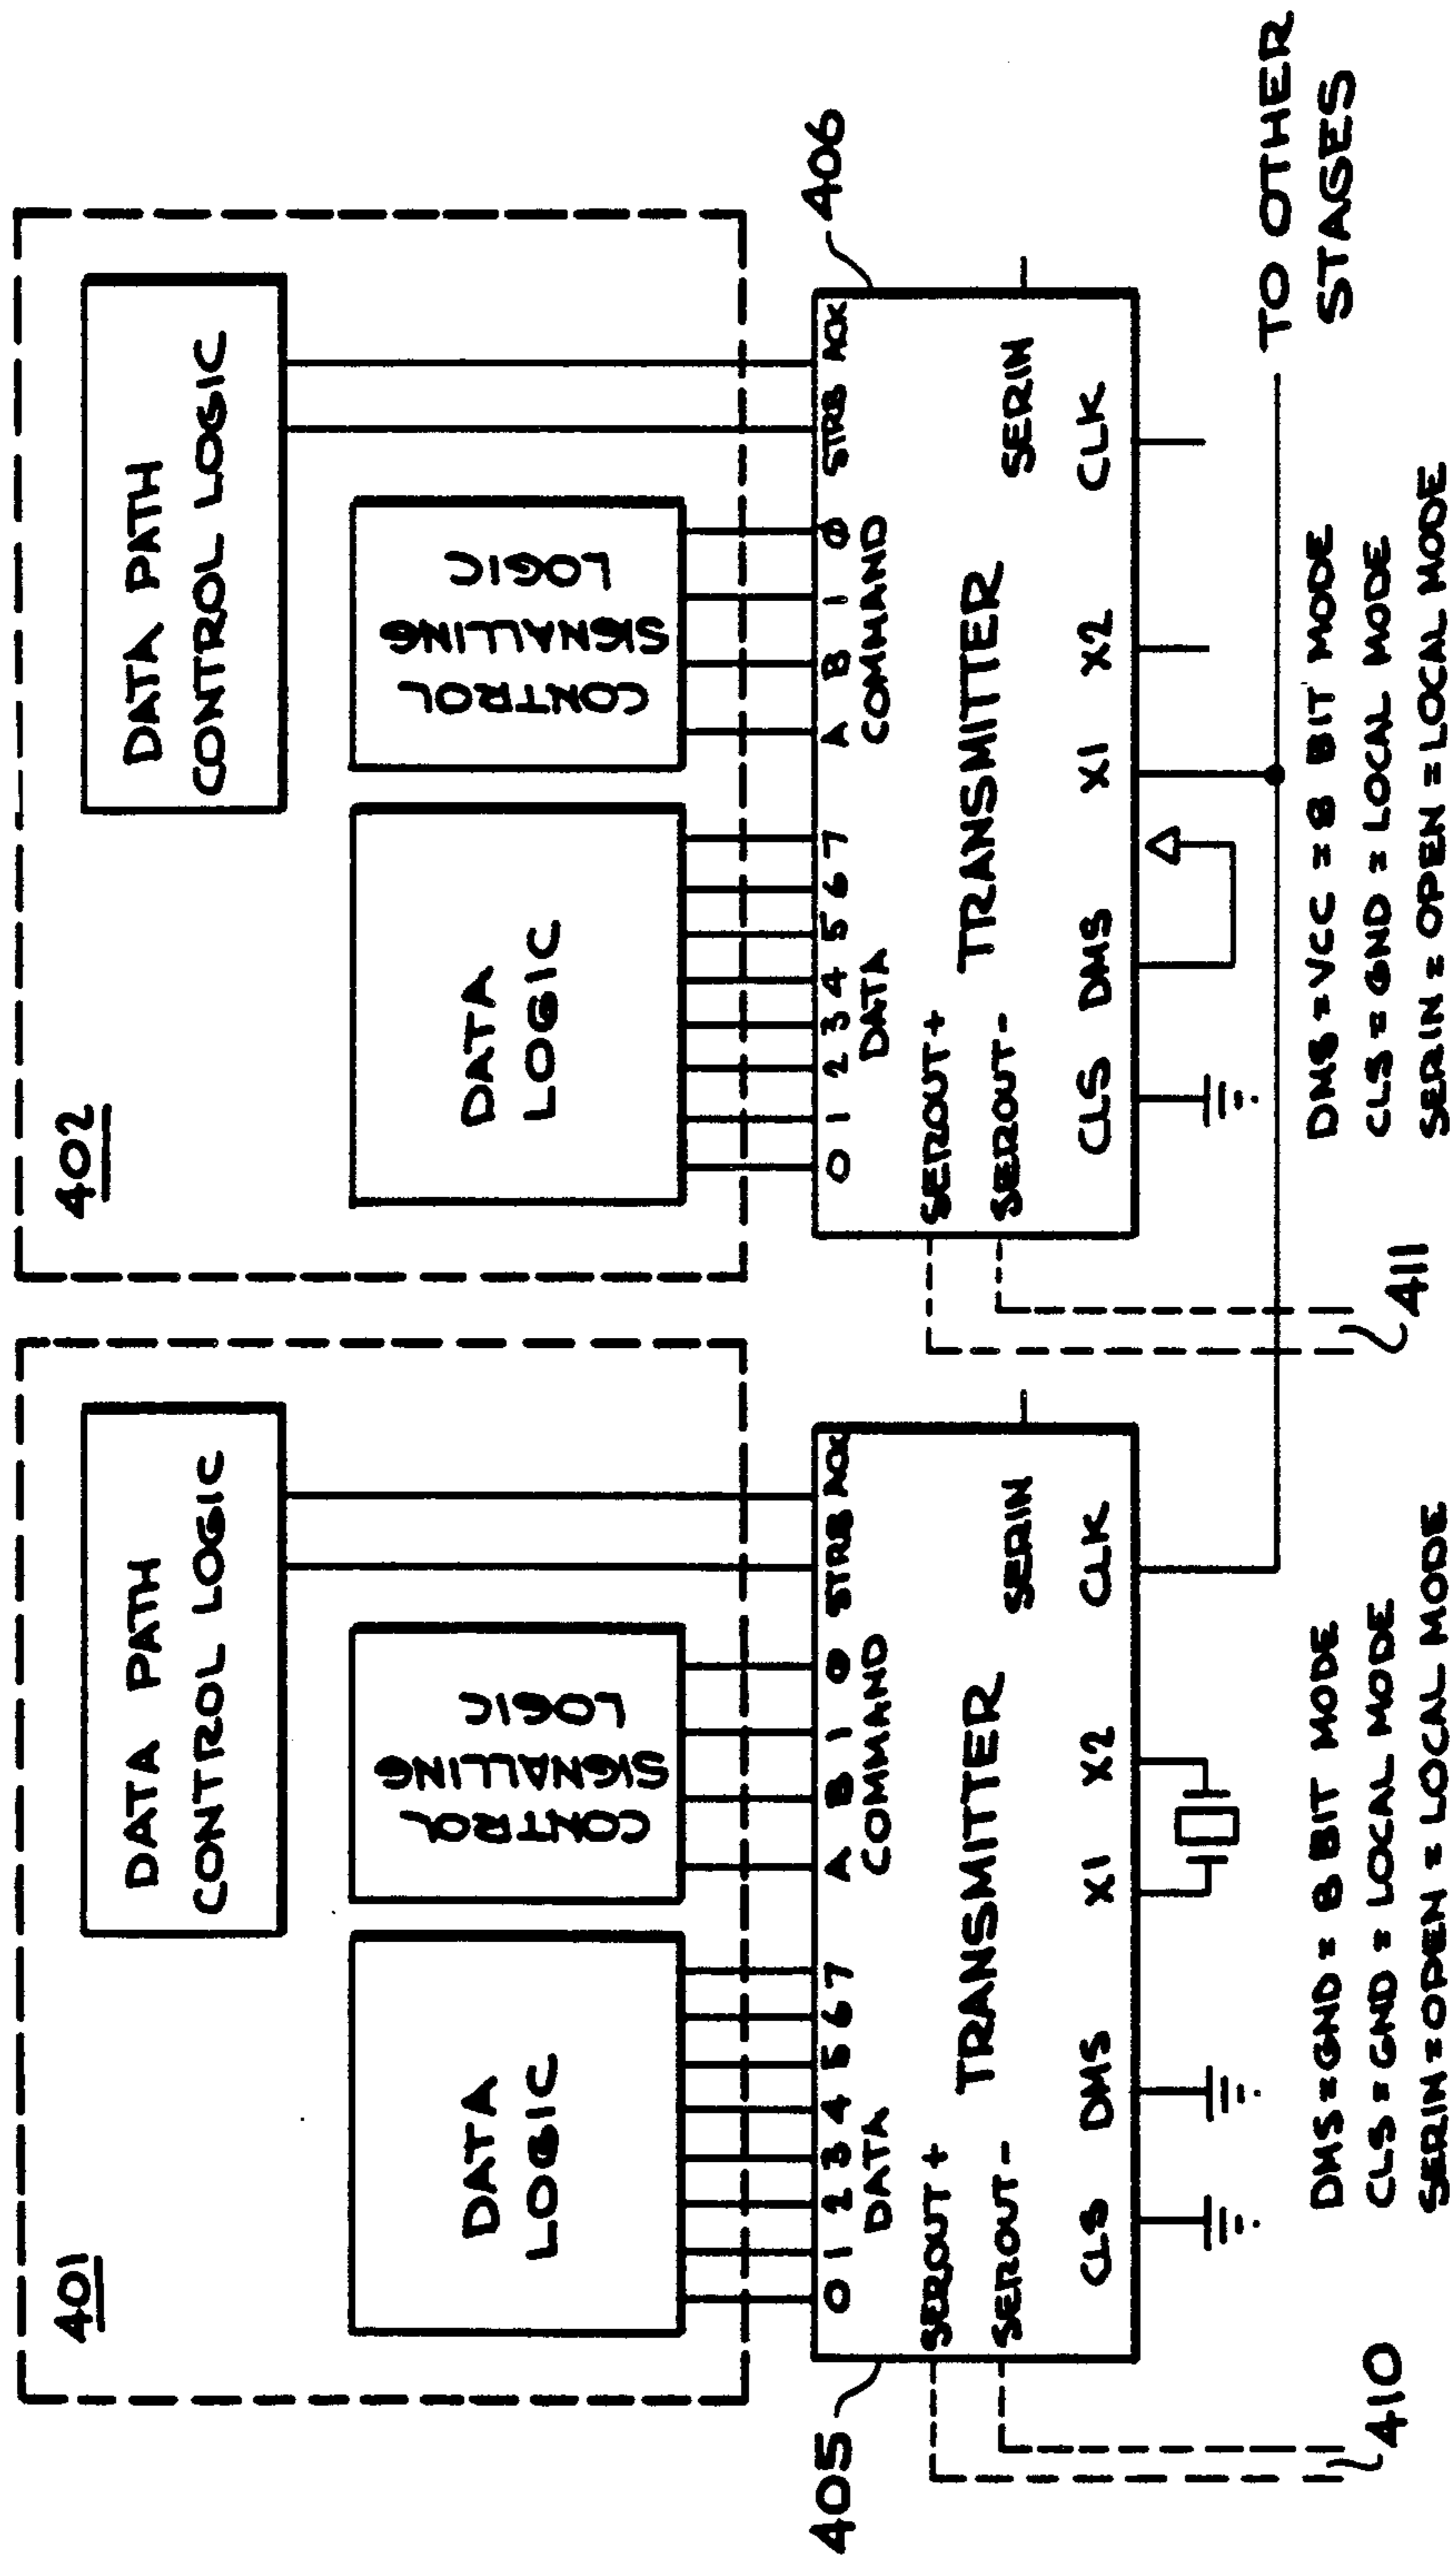 401
DATA PATH
CONTROL LOGIC
DATA
LOGIC
CONTROL
SIGNALLING
LOGIC
0 1 2 3 4 5 6 7 A B 1 0 STRB ACK
DATA COMMAND
405
SEROUT+
SEROUT-
TRANSMITTER
SERIN
CLS DMS X1 X2 CLK
410
DMS = GND = 8 BIT MODE
CLS = GND = LOCAL MODE
SERIN = OPEN = LOCAL MODE
402
DATA PATH
CONTROL LOGIC
DATA
LOGIC
CONTROL
SIGNALLING
LOGIC
0 1 2 3 4 5 6 7 A B 1 0 STRB ACK
DATA COMMAND
406
SEROUT+
SEROUT-
TRANSMITTER
SERIN
CLS DMS X1 X2 CLK
411
TO OTHER
STAGES
DMS = VCC = 8 BIT MODE
CLS = GND = LOCAL MODE
SERIN = OPEN = LOCAL MODE